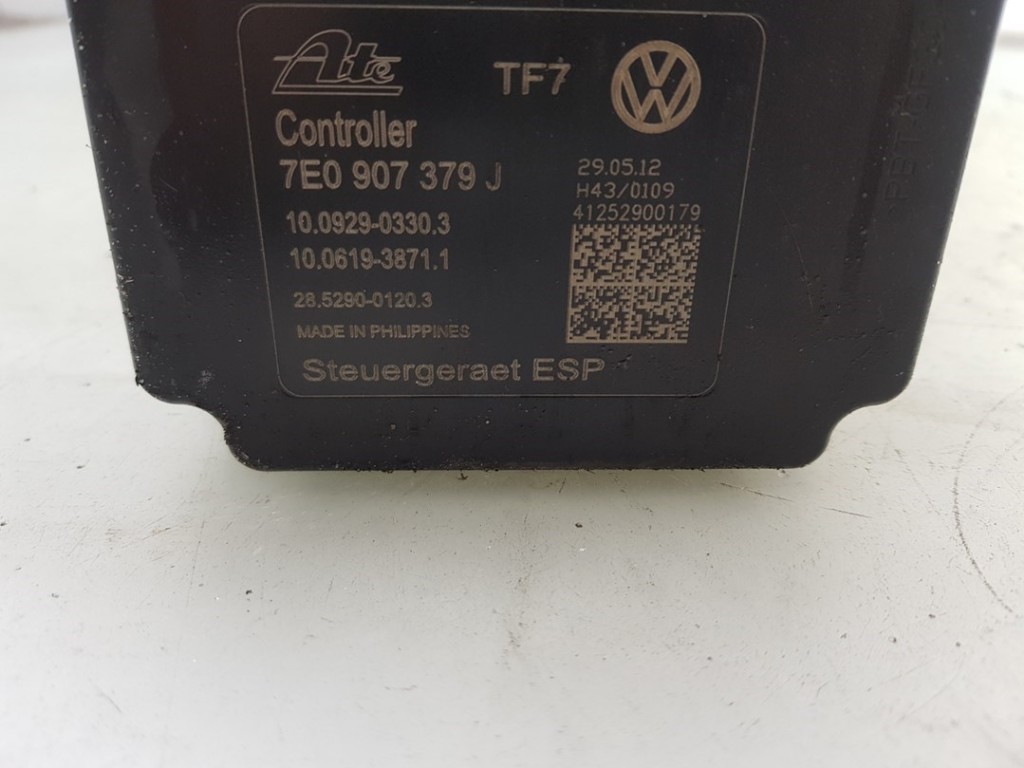 Ate
TF7
VW
Controller
7E0 907 379 J
29.05.12
H43/0109
41252900179
10.0929-0330.3
10.0619-3871.1
28.5290-0120.3
MADE IN PHILIPPINES
Steuergeraet ESP